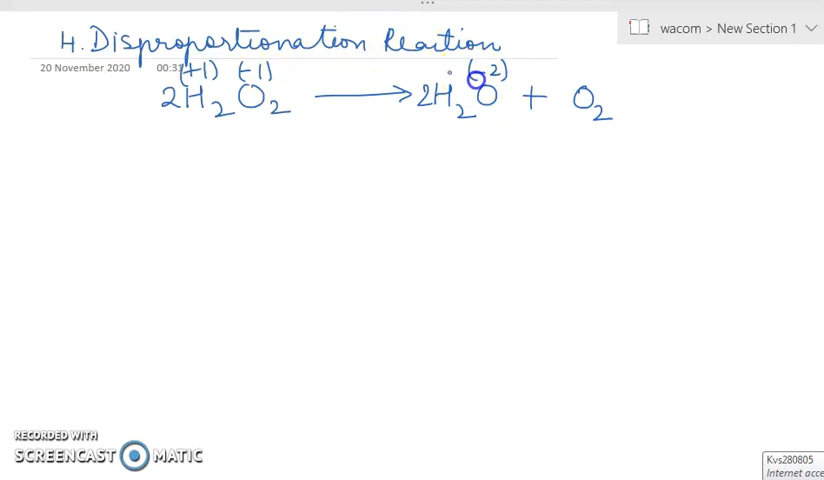 wacom > New Section 1
4. Disproportionation Reaction
20 November 2020 00:31
(+1) (-1) (-2)
2H₂O₂ ⟶ 2H₂O + O₂
RECORDED WITH
SCREENCAST MATIC
Kvs280805
Internet acce